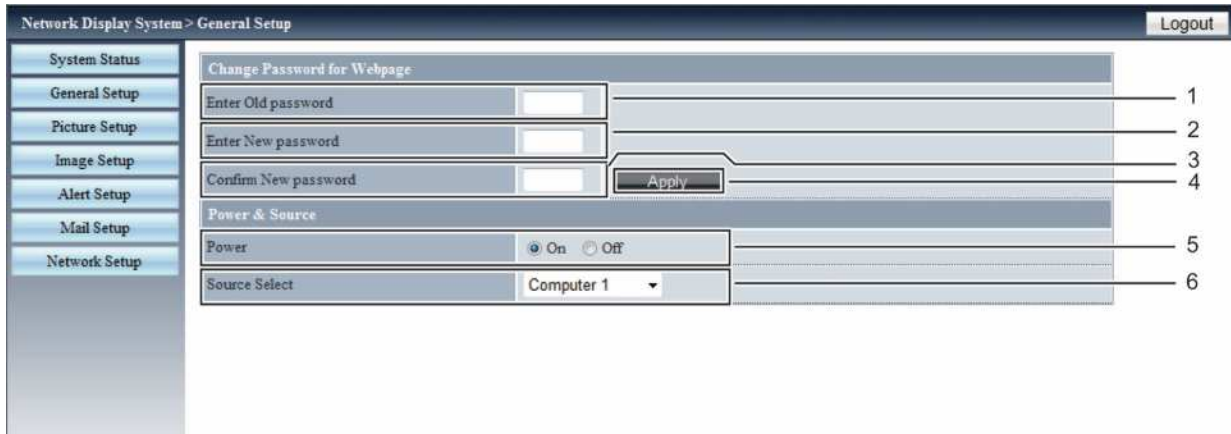 Network Display System > General Setup
Logout
System Status
General Setup
Picture Setup
Image Setup
Alert Setup
Mail Setup
Network Setup
Change Password for Webpage
Enter Old password
1
Enter New password
2
Confirm New password
Apply
3
4
Power & Source
Power
On Off
5
Source Select
Computer 1
6